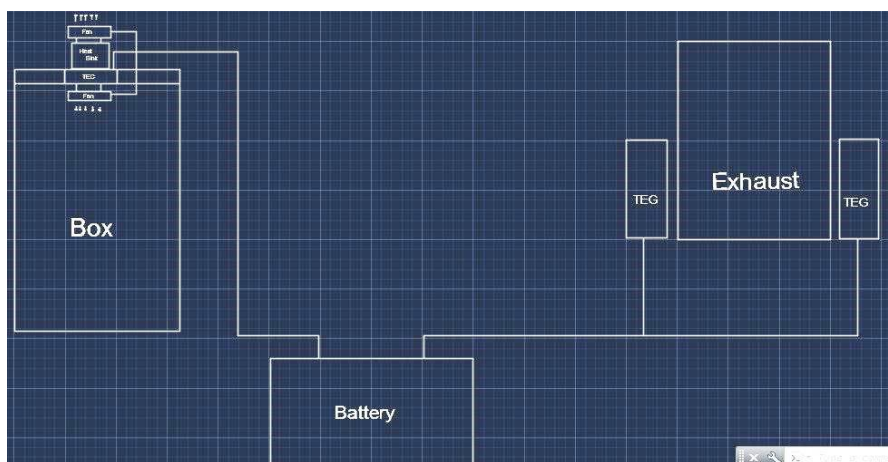 Fan
Heat
Sink
TEC
Fan
Box
TEG
Exhaust
TEG
Battery